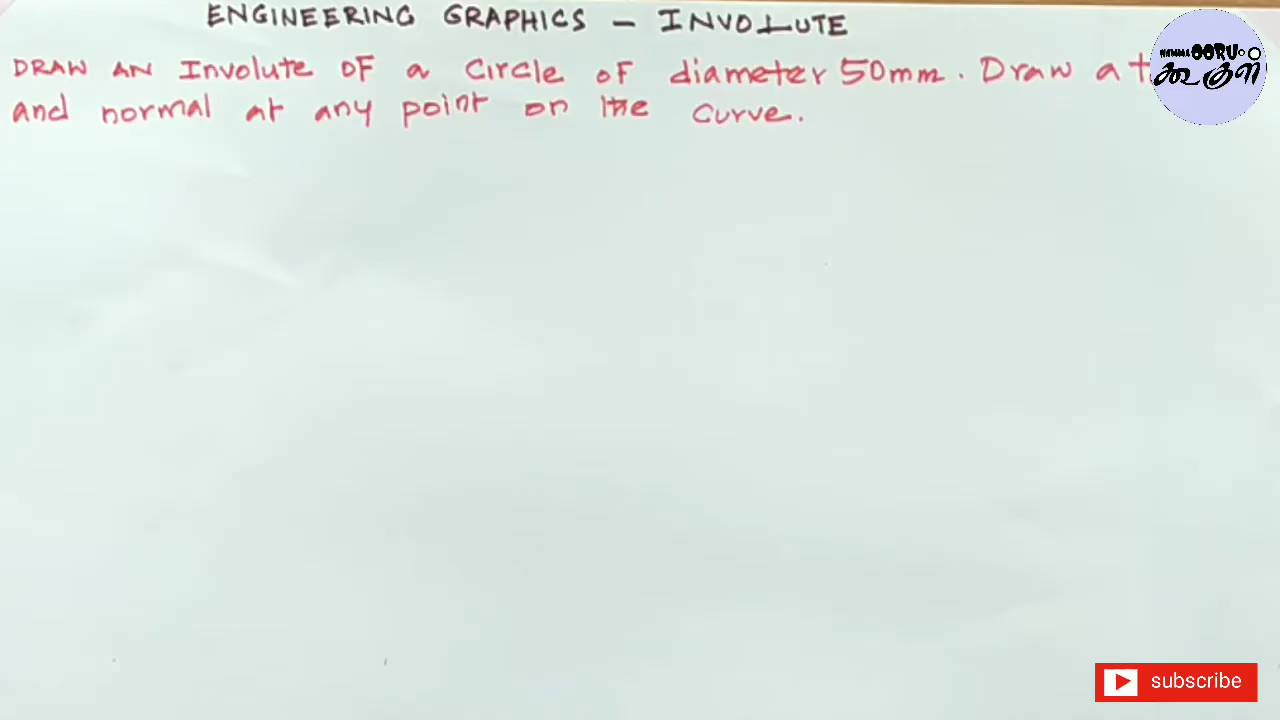 ENGINEERING GRAPHICS – INVOLUTE
DRAW AN Involute OF a Circle OF diameter 50mm. Draw a t
and normal at any point on the Curve.
OORU
கூகுள்
subscribe